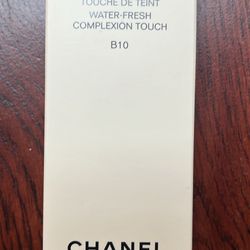 TOUCHE DE TEINT
WATER-FRESH
COMPLEXION TOUCH
B10
CHANEL